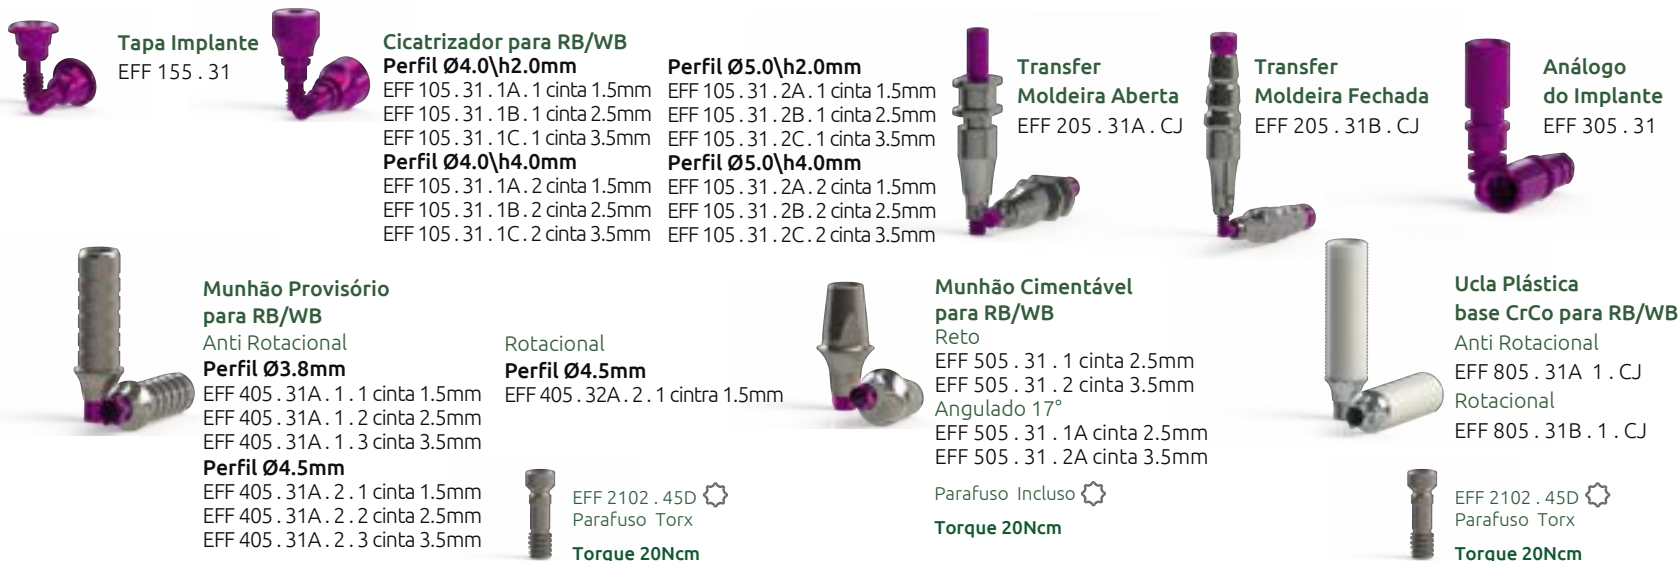 Tapa Implante
EFF 155 . 31
Cicatrizador para RB/WB
Perfil Ø4.0\h2.0mm
EFF 105 . 31 . 1A . 1 cinta 1.5mm
EFF 105 . 31 . 1B . 1 cinta 2.5mm
EFF 105 . 31 . 1C . 1 cinta 3.5mm
Perfil Ø4.0\h4.0mm
EFF 105 . 31 . 1A . 2 cinta 1.5mm
EFF 105 . 31 . 1B . 2 cinta 2.5mm
EFF 105 . 31 . 1C . 2 cinta 3.5mm
Perfil Ø5.0\h2.0mm
EFF 105 . 31 . 2A . 1 cinta 1.5mm
EFF 105 . 31 . 2B . 1 cinta 2.5mm
EFF 105 . 31 . 2C . 1 cinta 3.5mm
Perfil Ø5.0\h4.0mm
EFF 105 . 31 . 2A . 2 cinta 1.5mm
EFF 105 . 31 . 2B . 2 cinta 2.5mm
EFF 105 . 31 . 2C . 2 cinta 3.5mm
Transfer
Moldeira Aberta
EFF 205 . 31A . CJ
Transfer
Moldeira Fechada
EFF 205 . 31B . CJ
Análogo
do Implante
EFF 305 . 31
Munhão Provisório
para RB/WB
Anti Rotacional
Perfil Ø3.8mm
EFF 405 . 31A . 1 . 1 cinta 1.5mm
EFF 405 . 31A . 1 . 2 cinta 2.5mm
EFF 405 . 31A . 1 . 3 cinta 3.5mm
Perfil Ø4.5mm
EFF 405 . 31A . 2 . 1 cinta 1.5mm
EFF 405 . 31A . 2 . 2 cinta 2.5mm
EFF 405 . 31A . 2 . 3 cinta 3.5mm
Rotacional
Perfil Ø4.5mm
EFF 405 . 32A . 2 . 1 cintra 1.5mm
EFF 2102 . 45D
Parafuso Torx
Torque 20Ncm
Munhão Cimentável
para RB/WB
Reto
EFF 505 . 31 . 1 cinta 2.5mm
EFF 505 . 31 . 2 cinta 3.5mm
Angulado 17°
EFF 505 . 31 . 1A cinta 2.5mm
EFF 505 . 31 . 2A cinta 3.5mm
Parafuso Incluso
Torque 20Ncm
Ucla Plástica
base CrCo para RB/WB
Anti Rotacional
EFF 805 . 31A 1 . CJ
Rotacional
EFF 805 . 31B . 1 . CJ
EFF 2102 . 45D
Parafuso Torx
Torque 20Ncm